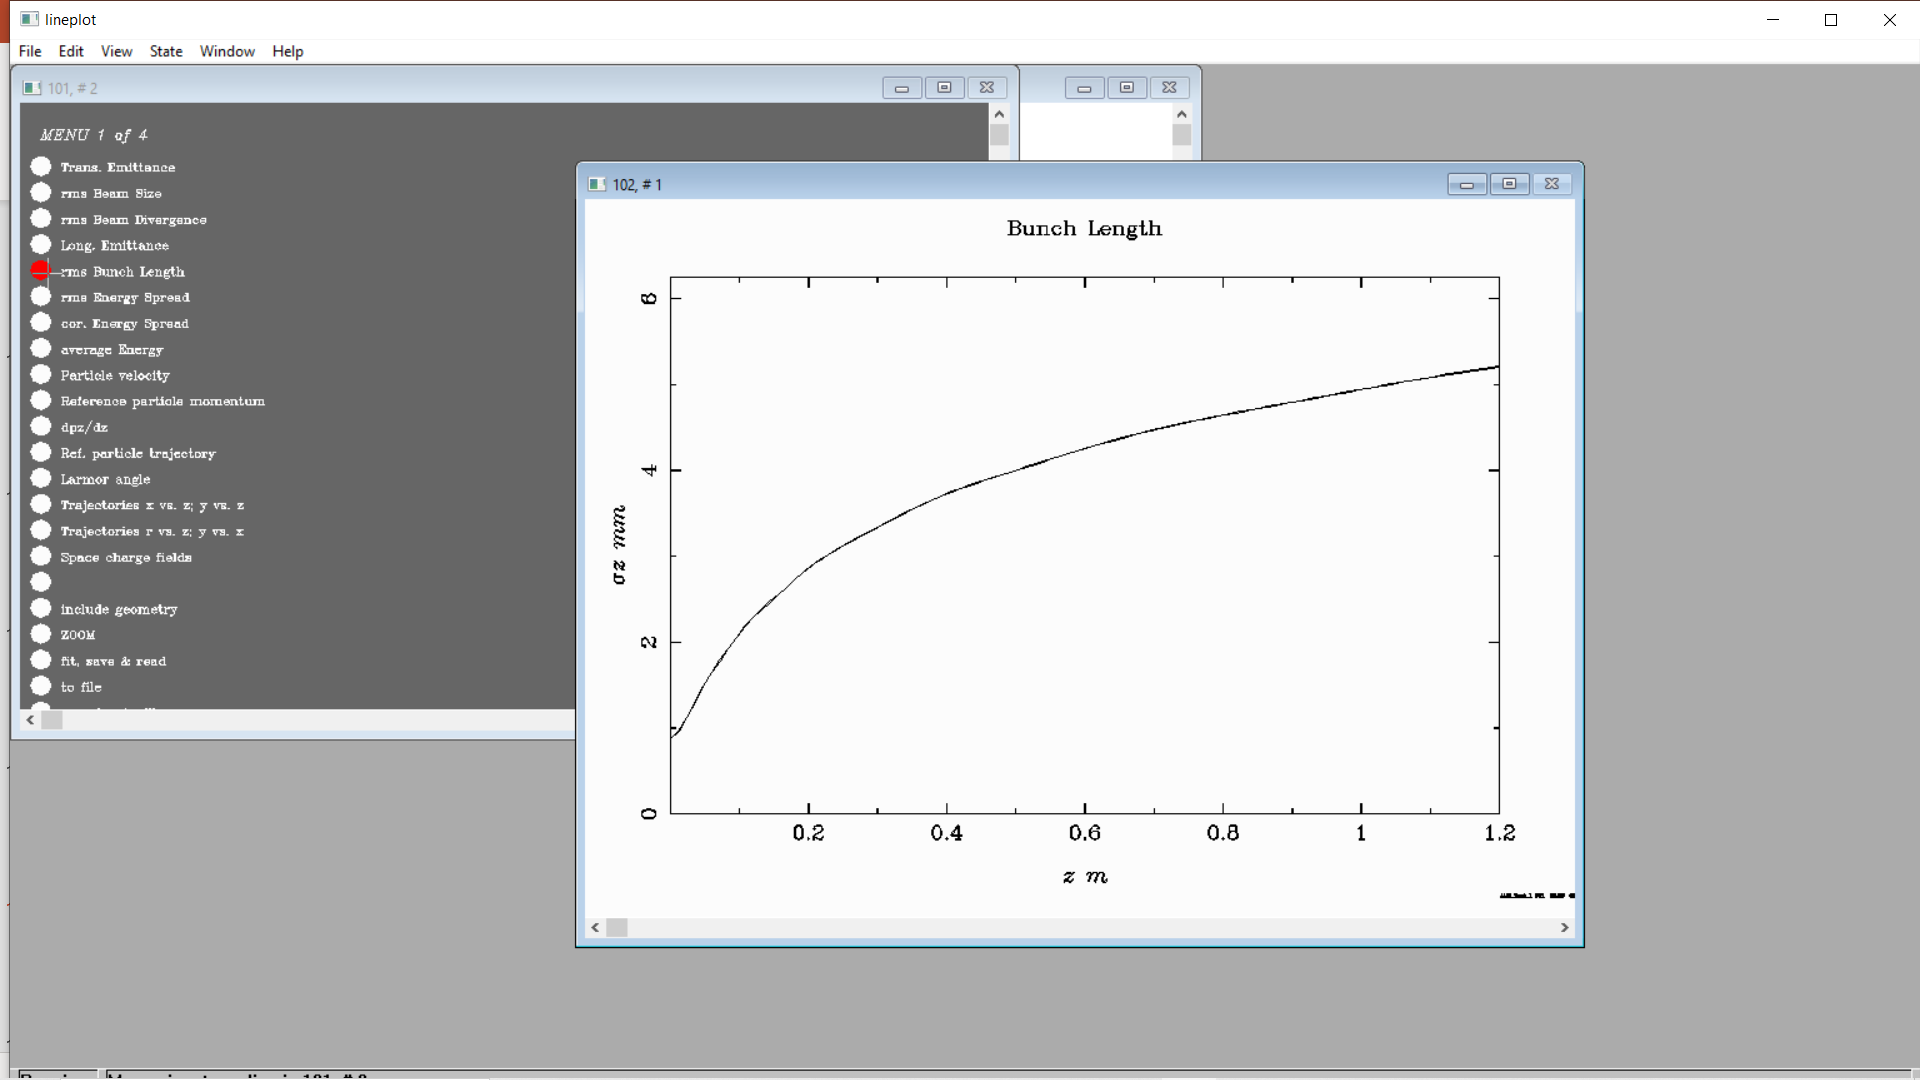 lineplot
File Edit View State Window Help
101, # 2
MENU 1 of 4
Trans. Emittance
rms Beam Size
rms Beam Divergence
Long. Emittance
rms Bunch Length
rms Energy Spread
cor. Energy Spread
average Energy
Particle velocity
Reference particle momentum
dpz/dz
Ref. particle trajectory
Larmor angle
Trajectories x vs. z; y vs. z
Trajectories r vs. z; y vs. x
Space charge fields
include geometry
ZOOM
fit, save & read
to file
102, # 1
Bunch Length
6
4
2
0
σz mm
0.2 0.4 0.6 0.8 1 1.2
z m